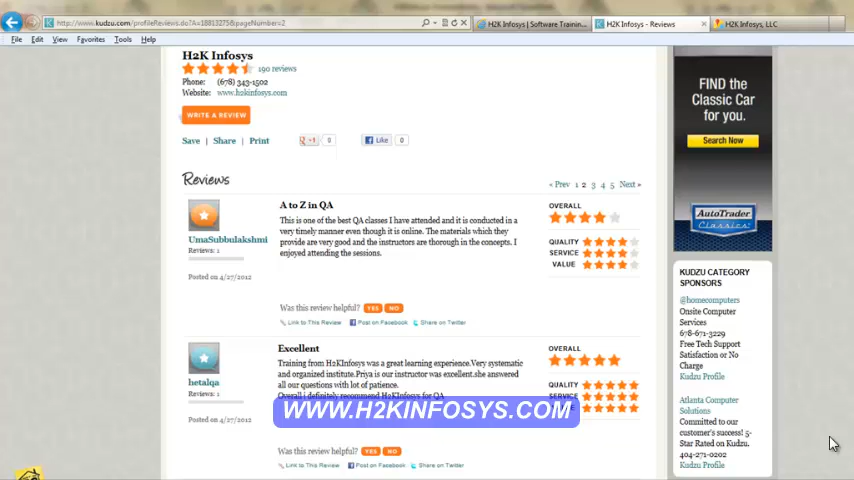 http://www.kudzu.com/profileReviews.do?A=18813275&pageNumber=2
H2K Infosys | Software Trainin...
H2K Infosys - Reviews
H2K Infosys, LLC
File Edit View Favorites Tools Help
H2K Infosys
190 reviews
Phone: (678) 343-1502
Website: www.h2kinfosys.com
WRITE A REVIEW
Save | Share | Print
+1 0
Like 0
Reviews
« Prev 1 2 3 4 5 Next »
A to Z in QA
This is one of the best QA classes I have attended and it is conducted in a
very timely manner even though it is online. The materials which they
provide are very good and the instructors are thorough in the concepts. I
enjoyed attending the sessions.
UmaSubbulakshmi
Reviews: 1
Posted on 4/27/2012
OVERALL
QUALITY
SERVICE
VALUE
Was this review helpful? YES NO
Link to This Review Post on Facebook Share on Twitter
Excellent
Training from H2KInfosys was a great learning experience.Very systematic
and organized institute.Priya is our instructor was excellent.she answered
all our questions with lot of patience.
Overall i definitely recommend H2KInfosys for QA
hetalqa
Reviews: 1
Posted on 4/27/2012
OVERALL
QUALITY
SERVICE
WWW.H2KINFOSYS.COM
Was this review helpful? YES NO
Link to This Review Post on Facebook Share on Twitter
FIND the
Classic Car
for you.
Search Now
AutoTrader
Classics
KUDZU CATEGORY
SPONSORS
@homecomputers
Onsite Computer
Services
678-671-3229
Free Tech Support
Satisfaction or No
Charge
Kudzu Profile
Atlanta Computer
Solutions
Committed to our
customer's success! 5-
Star Rated on Kudzu.
404-271-0202
Kudzu Profile